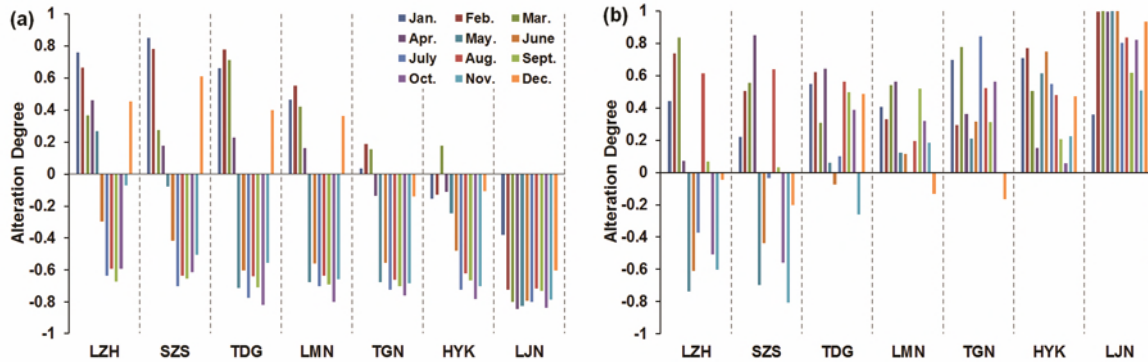 (a)
Alteration Degree
1
0.8
0.6
0.4
0.2
0
-0.2
-0.4
-0.6
-0.8
-1
Jan. Feb. Mar.
Apr. May. June
July Aug. Sept.
Oct. Nov. Dec.
LZH SZS TDG LMN TGN HYK LJN
(b)
Alteration Degree
1
0.8
0.6
0.4
0.2
0
-0.2
-0.4
-0.6
-0.8
-1
LZH SZS TDG LMN TGN HYK LJN